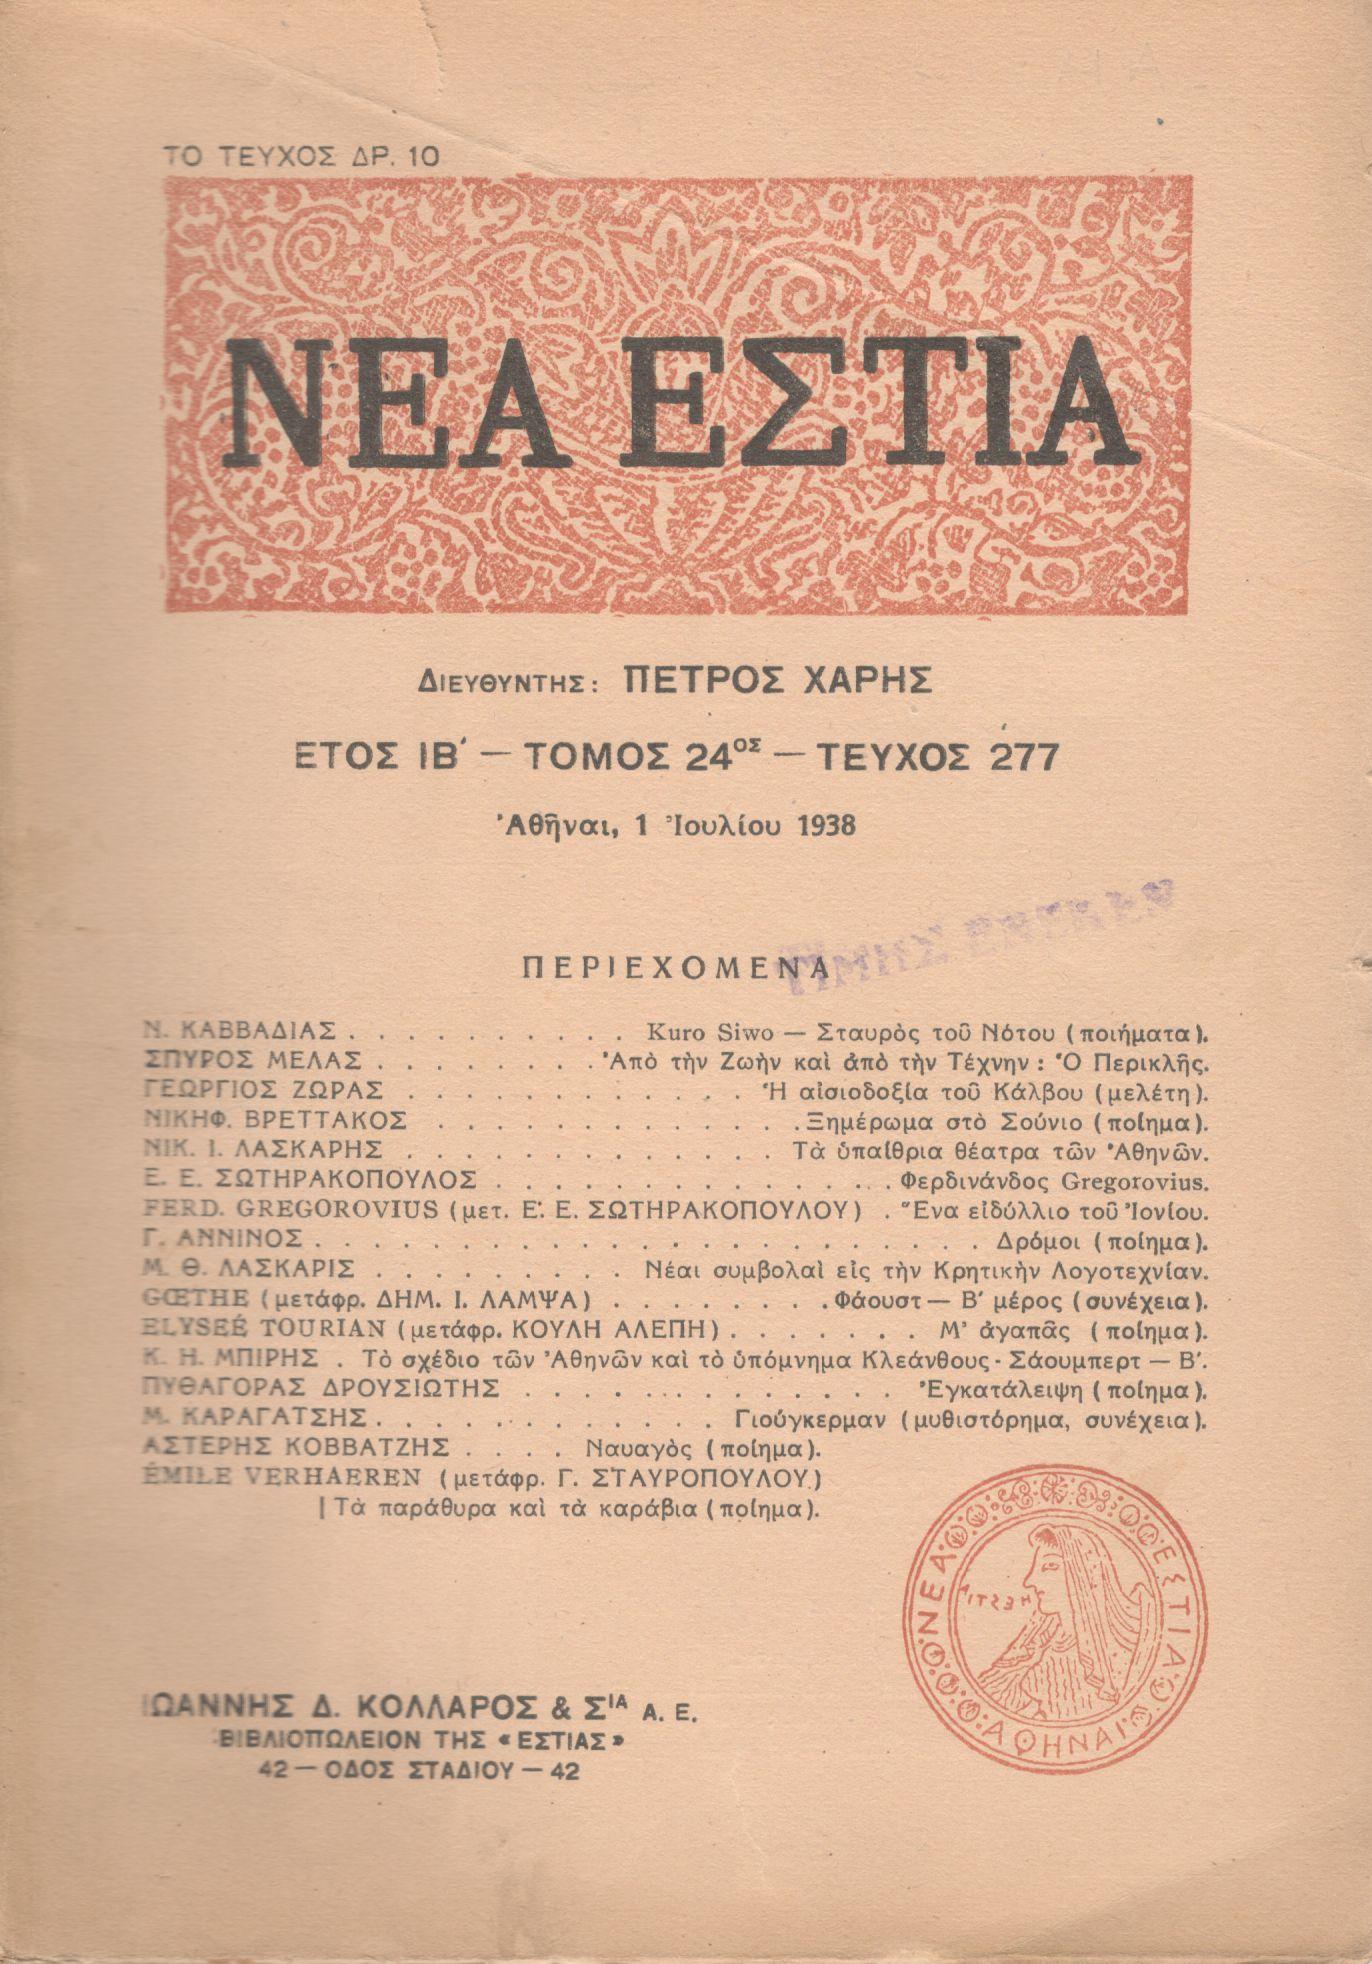 ΤΟ ΤΕΥΧΟΣ ΔΡ. 10
ΝΕΑ ΕΣΤΙΑ
ΔΙΕΥΘΥΝΤΗΣ: ΠΕΤΡΟΣ ΧΑΡΗΣ
ΕΤΟΣ ΙΒ′ — ΤΟΜΟΣ 24ΟΣ — ΤΕΥΧΟΣ 277
Ἀθῆναι, 1 Ἰουλίου 1938
ΤΙΜΗΣ ΕΝΕΚΕΝ
ΠΕΡΙΕΧΟΜΕΝΑ
Ν. ΚΑΒΒΑΔΙΑΣ . . . . . . . . . . Kuro Siwo — Σταυρὸς τοῦ Νότου (ποιήματα).
ΣΠΥΡΟΣ ΜΕΛΑΣ . . . . . . . . Ἀπὸ τὴν Ζωὴν καὶ ἀπὸ τὴν Τέχνην : Ὁ Περικλῆς.
ΓΕΩΡΓΙΟΣ ΖΩΡΑΣ . . . . . . . . . . . . Ἡ αἰσιοδοξία τοῦ Κάλβου (μελέτη).
ΝΙΚΗΦ. ΒΡΕΤΤΑΚΟΣ . . . . . . . . . . . . . Ξημέρωμα στὸ Σούνιο (ποίημα).
ΝΙΚ. Ι. ΛΑΣΚΑΡΗΣ . . . . . . . . . . . . . Τὰ ὑπαίθρια θέατρα τῶν Ἀθηνῶν.
Ε. Ε. ΣΩΤΗΡΑΚΟΠΟΥΛΟΣ . . . . . . . . . . . . . . Φερδινάνδος Gregorovius.
FERD. GREGOROVIUS (μετ. Ε. Ε. ΣΩΤΗΡΑΚΟΠΟΥΛΟΥ) . Ἕνα εἰδύλλιο τοῦ Ἰονίου.
Γ. ΑΝΝΙΝΟΣ . . . . . . . . . . . . . . . . . . . . . . . Δρόμοι (ποίημα).
Μ. Θ. ΛΑΣΚΑΡΙΣ . . . . . . . . . Νέαι συμβολαὶ εἰς τὴν Κρητικὴν Λογοτεχνίαν.
GŒTHE (μετάφρ. ΔΗΜ. Ι. ΛΑΜΨΑ) . . . . . . . . Φάουστ — Β′ μέρος (συνέχεια).
ELYSEÉ TOURIAN (μετάφρ. ΚΟΥΛΗ ΑΛΕΠΗ) . . . . . . . Μ' ἀγαπᾶς (ποίημα).
Κ. Η. ΜΠΙΡΗΣ . Τὸ σχέδιο τῶν Ἀθηνῶν καὶ τὸ ὑπόμνημα Κλεάνθους - Σάουμπερτ — Β′.
ΠΥΘΑΓΟΡΑΣ ΔΡΟΥΣΙΩΤΗΣ . . . . . . . . . . . . . . Ἐγκατάλειψη (ποίημα).
Μ. ΚΑΡΑΓΑΤΣΗΣ . . . . . . . . . . . . Γιούγκερμαν (μυθιστόρημα, συνέχεια).
ΑΣΤΕΡΗΣ ΚΟΒΒΑΤΖΗΣ . . . . Ναυαγὸς (ποίημα).
ÉMILE VERHAEREN (μετάφρ. Γ. ΣΤΑΥΡΟΠΟΥΛΟΥ)
| Τὰ παράθυρα καὶ τὰ καράβια (ποίημα).
ΝΕΑ ΕΣΤΙΑ
ΗΕΣΤΙΑ
ΑΘΗΝΑΙ
ΙΩΑΝΝΗΣ Δ. ΚΟΛΛΑΡΟΣ & ΣΙΑ Α. Ε.
ΒΙΒΛΙΟΠΩΛΕΙΟΝ ΤΗΣ «ΕΣΤΙΑΣ»
42 — ΟΔΟΣ ΣΤΑΔΙΟΥ — 42